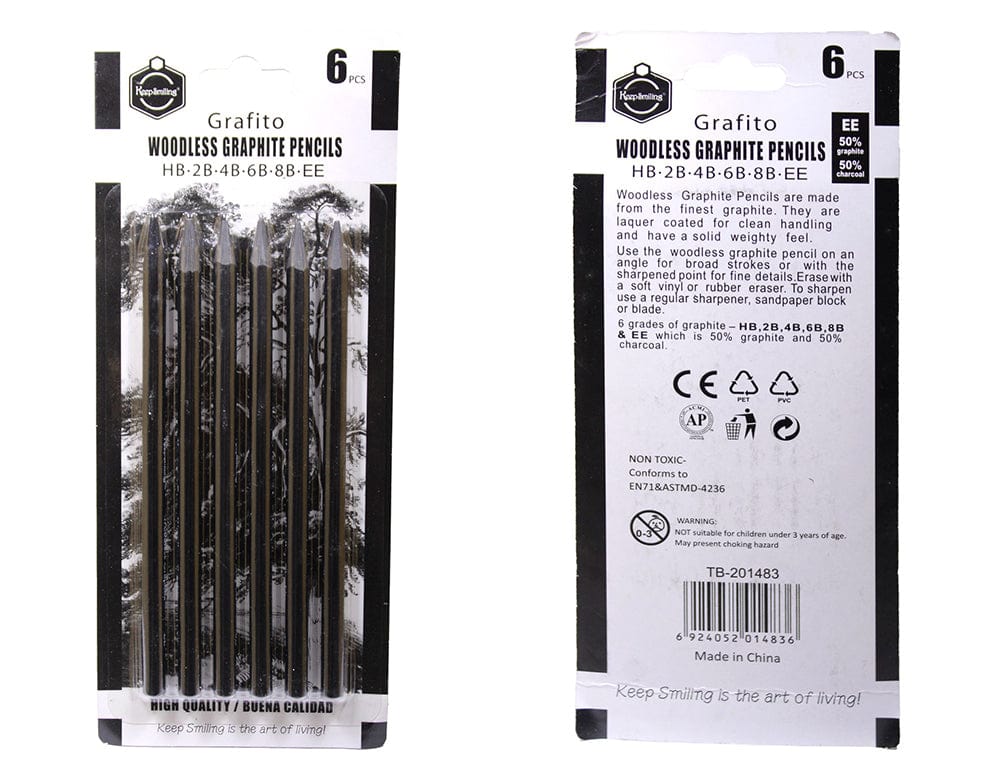 KeepSmiling®
6 PCS
Grafito
WOODLESS GRAPHITE PENCILS
HB·2B·4B·6B·8B·EE
HIGH QUALITY / BUENA CALIDAD
Keep Smiling is the art of living!
KeepSmiling®
6 PCS
Grafito
WOODLESS GRAPHITE PENCILS
HB·2B·4B·6B·8B·EE
EE
50%
graphite
50%
charcoal
Woodless Graphite Pencils are made
from the finest graphite. They are
laquer coated for clean handling
and have a solid weighty feel.
Use the woodless graphite pencil on an
angle for broad strokes or with the
sharpened point for fine details.Erase with
a soft vinyl or rubber eraser. To sharpen
use a regular sharpener, sandpaper block
or blade.
6 grades of graphite – HB,2B,4B,6B,8B
& EE which is 50% graphite and 50%
charcoal.
CE
PET
PVC
ACMI
AP
NON TOXIC-
Conforms to
EN71&ASTMD-4236
0-3
WARNING:
NOT suitable for children under 3 years of age.
May present choking hazard
TB-201483
6 924052 014836
Made in China
Keep Smiling is the art of living!